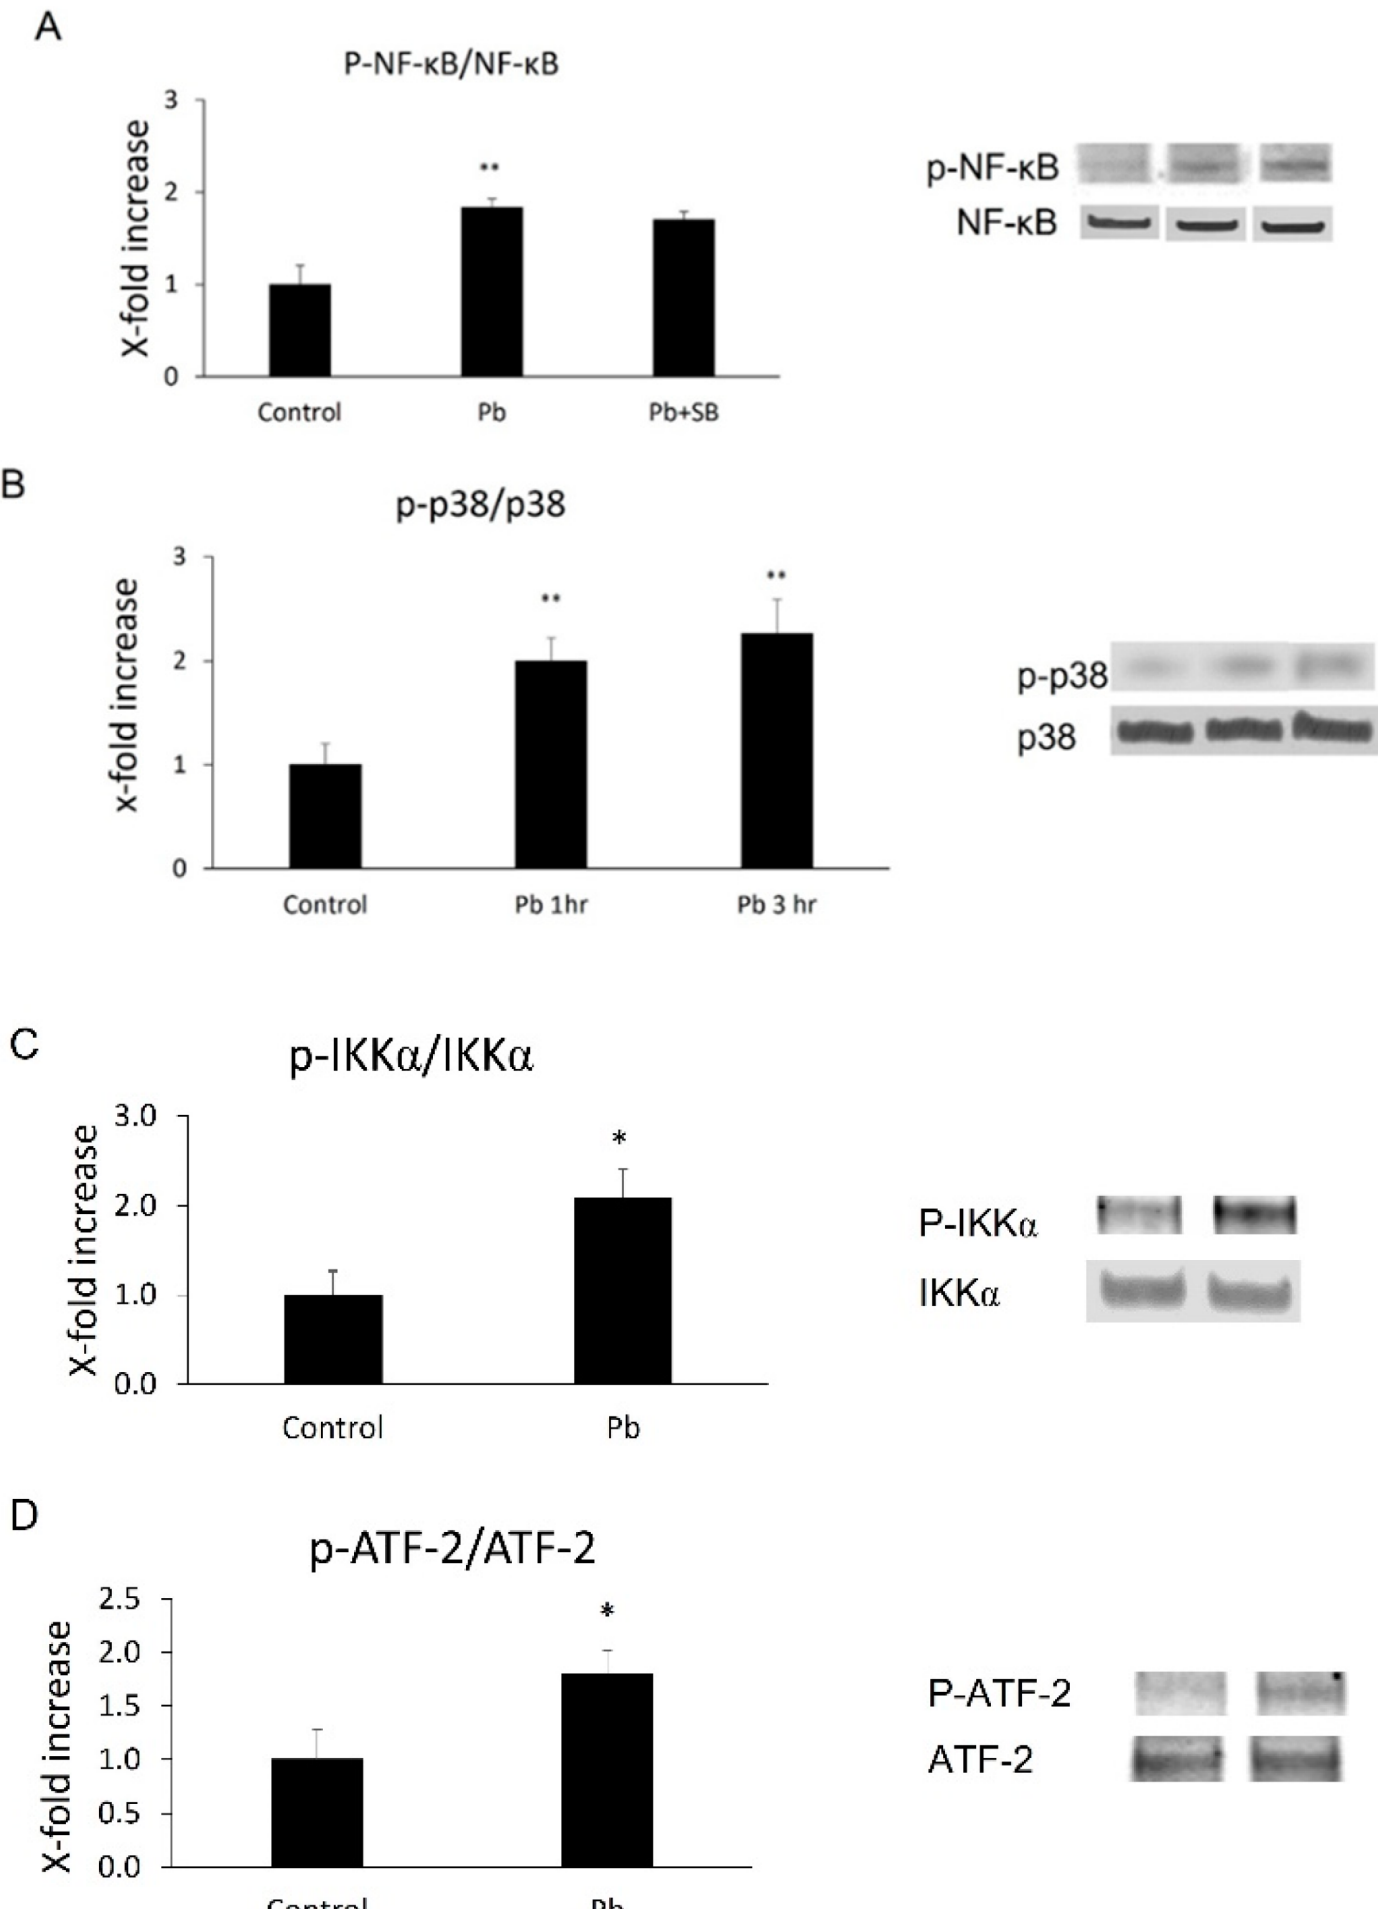 A
P-NF-κB/NF-κB
X-fold increase
3
2
1
0
**
Control
Pb
Pb+SB
p-NF-κB
NF-κB
B
p-p38/p38
x-fold increase
3
2
1
0
**
**
Control
Pb 1hr
Pb 3 hr
p-p38
p38
C
p-IKKα/IKKα
X-fold increase
3.0
2.0
1.0
0.0
*
Control
Pb
P-IKKα
IKKα
D
p-ATF-2/ATF-2
X-fold increase
2.5
2.0
1.5
1.0
0.5
0.0
*
Control
Pb
P-ATF-2
ATF-2